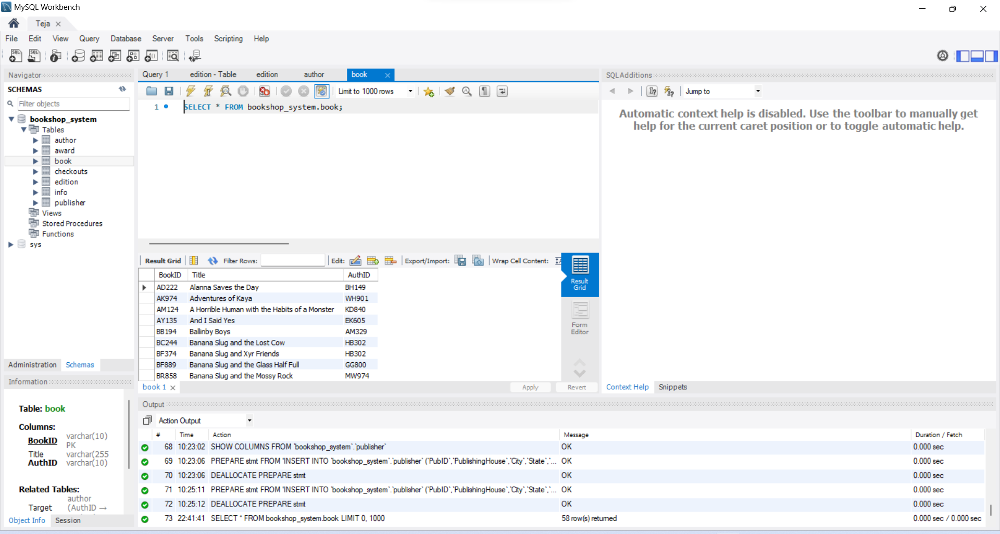 MySQL Workbench
Teja
File Edit View Query Database Server Tools Scripting Help
Navigator
SCHEMAS
Filter objects
bookshop_system
Tables
author
award
book
checkouts
edition
info
publisher
Views
Stored Procedures
Functions
sys
Administration Schemas
Information
Table: book
Columns:
BookID varchar(10) PK
Title varchar(255
AuthID varchar(10)
Related Tables:
author
Target (AuthID →
Object Info Session
Query 1 edition - Table edition author book
Limit to 1000 rows
1 SELECT * FROM bookshop_system.book;
Result Grid Filter Rows: Edit: Export/Import: Wrap Cell Content:
BookID Title AuthID
AD222 Alanna Saves the Day BH149
AK974 Adventures of Kaya WH901
AM124 A Horrible Human with the Habits of a Monster KD840
AY135 And I Said Yes EK605
BB194 Ballinby Boys AM329
BC244 Banana Slug and the Lost Cow HB302
BF374 Banana Slug and Xyr Friends HB302
BF889 Banana Slug and the Glass Half Full GG800
BR858 Banana Slug and the Mossy Rock MW974
Result
Grid
Form
Editor
book 1 Apply Revert
SQLAdditions
Jump to
Automatic context help is disabled. Use the toolbar to manually get
help for the current caret position or to toggle automatic help.
Context Help Snippets
Output
Action Output
# Time Action Message Duration / Fetch
68 10:23:02 SHOW COLUMNS FROM `bookshop_system`.`publisher` OK 0.000 sec
69 10:23:06 PREPARE stmt FROM 'INSERT INTO `bookshop_system`.`publisher` (`PubID`,`PublishingHouse`,`City`,`State`,`... OK 0.000 sec
70 10:23:06 DEALLOCATE PREPARE stmt OK 0.000 sec
71 10:25:11 PREPARE stmt FROM 'INSERT INTO `bookshop_system`.`publisher` (`PubID`,`PublishingHouse`,`City`,`State`,`... OK 0.000 sec
72 10:25:12 DEALLOCATE PREPARE stmt OK 0.000 sec
73 22:41:41 SELECT * FROM bookshop_system.book LIMIT 0, 1000 58 row(s) returned 0.000 sec / 0.000 sec